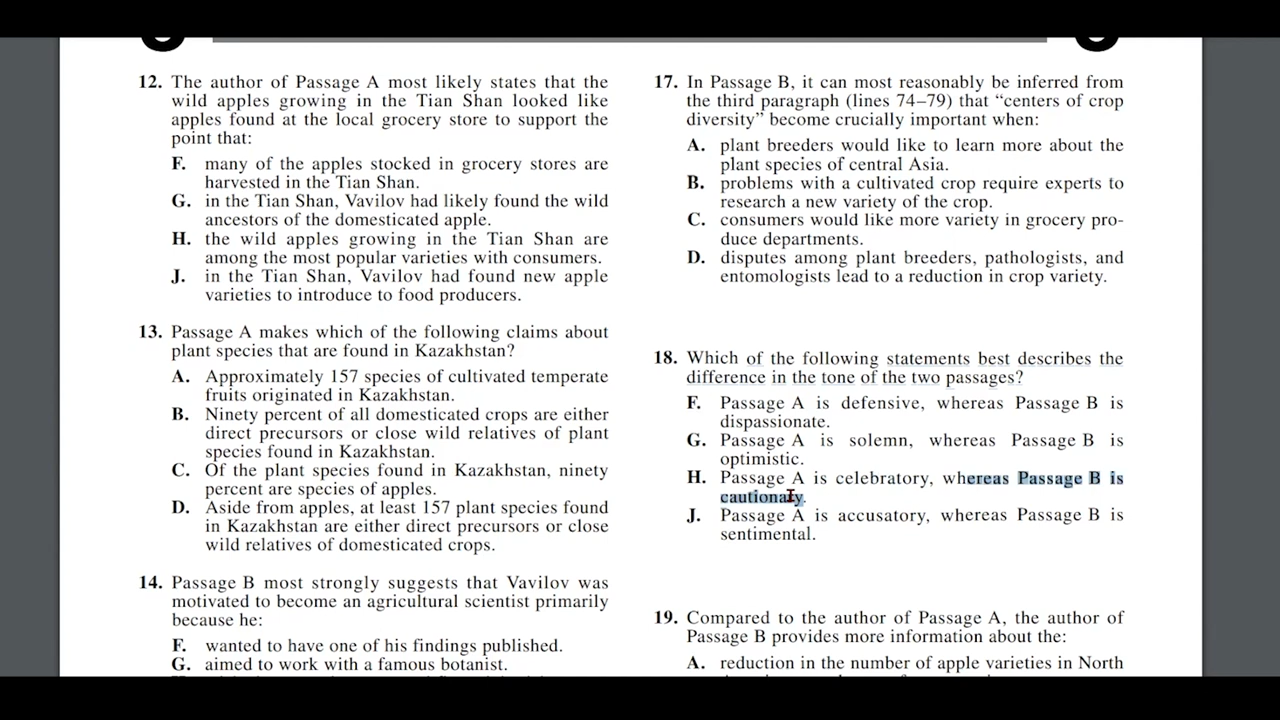 12. The author of Passage A most likely states that the
wild apples growing in the Tian Shan looked like
apples found at the local grocery store to support the
point that:
F. many of the apples stocked in grocery stores are
harvested in the Tian Shan.
G. in the Tian Shan, Vavilov had likely found the wild
ancestors of the domesticated apple.
H. the wild apples growing in the Tian Shan are
among the most popular varieties with consumers.
J. in the Tian Shan, Vavilov had found new apple
varieties to introduce to food producers.
13. Passage A makes which of the following claims about
plant species that are found in Kazakhstan?
A. Approximately 157 species of cultivated temperate
fruits originated in Kazakhstan.
B. Ninety percent of all domesticated crops are either
direct precursors or close wild relatives of plant
species found in Kazakhstan.
C. Of the plant species found in Kazakhstan, ninety
percent are species of apples.
D. Aside from apples, at least 157 plant species found
in Kazakhstan are either direct precursors or close
wild relatives of domesticated crops.
14. Passage B most strongly suggests that Vavilov was
motivated to become an agricultural scientist primarily
because he:
F. wanted to have one of his findings published.
G. aimed to work with a famous botanist.
17. In Passage B, it can most reasonably be inferred from
the third paragraph (lines 74–79) that “centers of crop
diversity” become crucially important when:
A. plant breeders would like to learn more about the
plant species of central Asia.
B. problems with a cultivated crop require experts to
research a new variety of the crop.
C. consumers would like more variety in grocery pro-
duce departments.
D. disputes among plant breeders, pathologists, and
entomologists lead to a reduction in crop variety.
18. Which of the following statements best describes the
difference in the tone of the two passages?
F. Passage A is defensive, whereas Passage B is
dispassionate.
G. Passage A is solemn, whereas Passage B is
optimistic.
H. Passage A is celebratory, whereas Passage B is
cautionary.
J. Passage A is accusatory, whereas Passage B is
sentimental.
19. Compared to the author of Passage A, the author of
Passage B provides more information about the:
A. reduction in the number of apple varieties in North